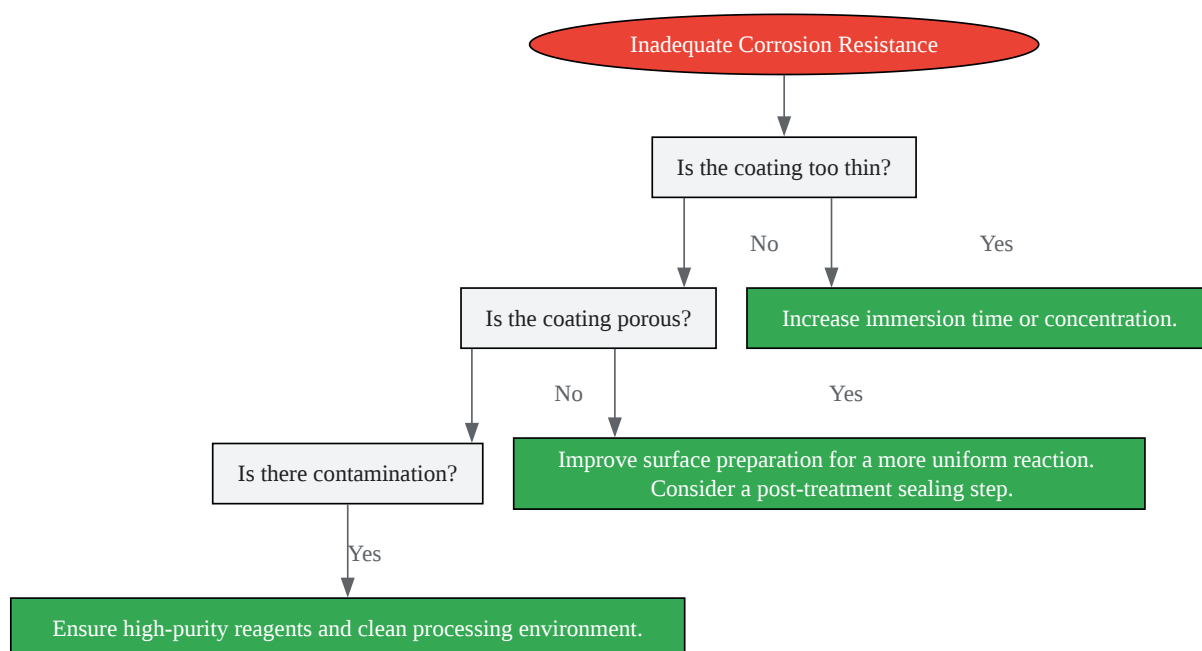 Inadequate Corrosion Resistance
Is the coating too thin?
No
Yes
Is the coating porous?
Increase immersion time or concentration.
No
Yes
Is there contamination?
Improve surface preparation for a more uniform reaction.
Consider a post-treatment sealing step.
Yes
Ensure high-purity reagents and clean processing environment.